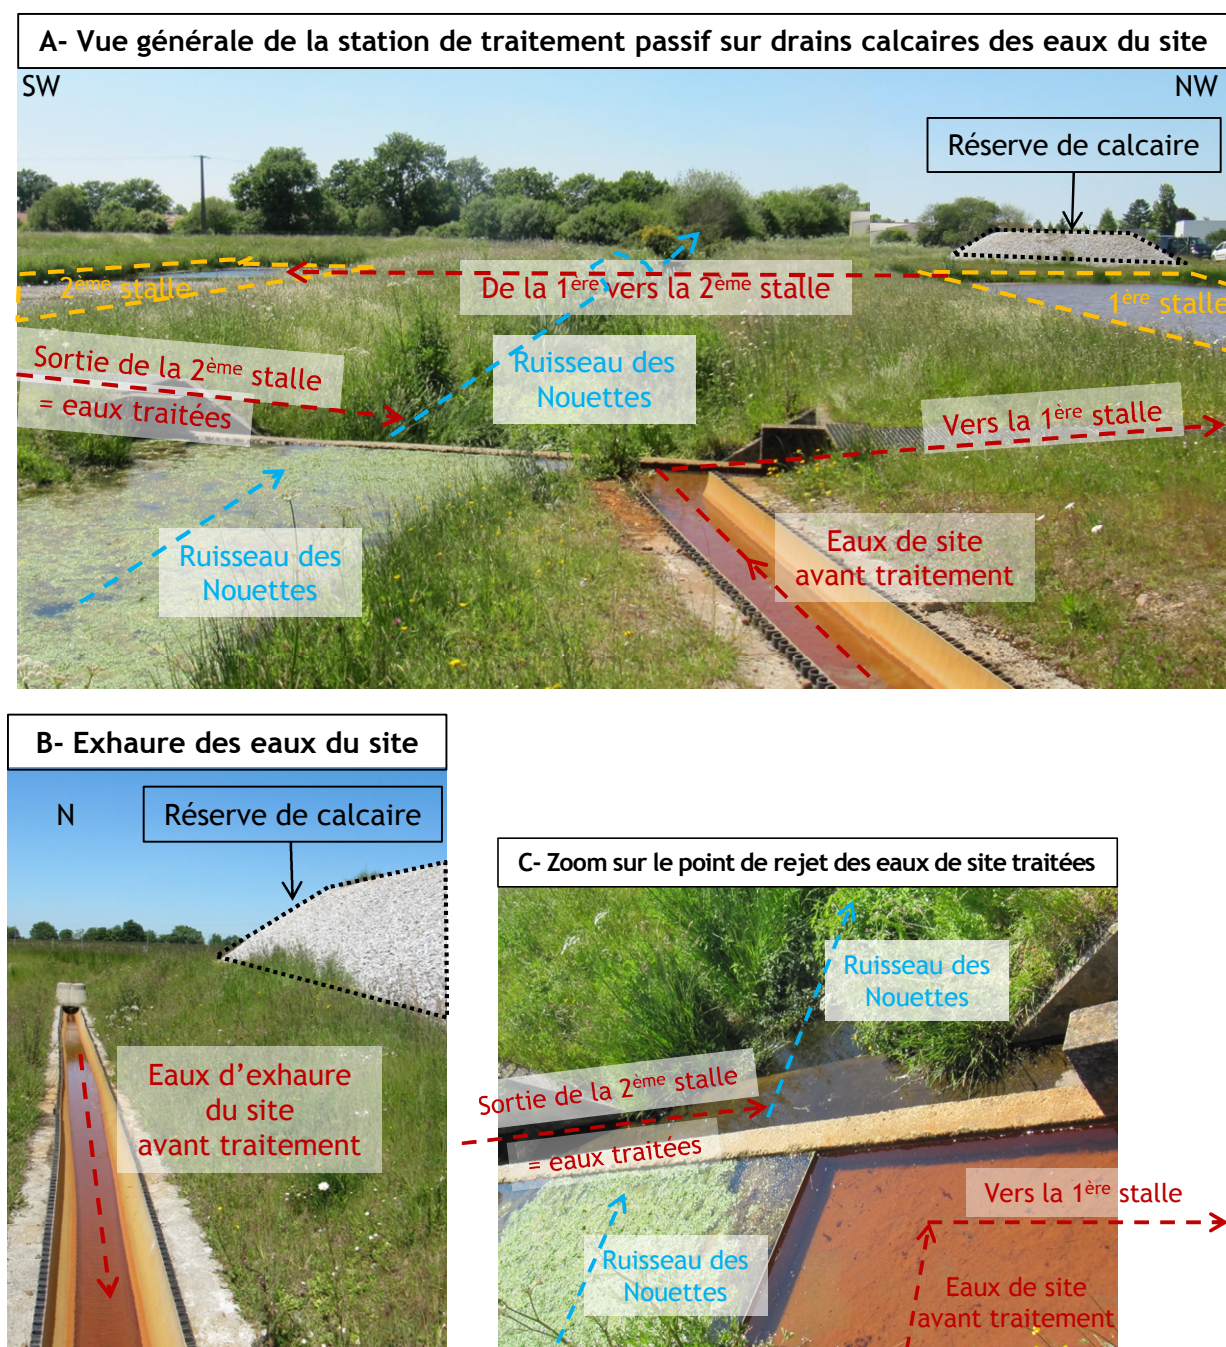 A- Vue générale de la station de traitement passif sur drains calcaires des eaux du site
SW
NW
Réserve de calcaire
2ème stalle
De la 1ère vers la 2ème stalle
1ère stalle
Sortie de la 2ème stalle
= eaux traitées
Ruisseau des
Nouettes
Vers la 1ère stalle
Ruisseau des
Nouettes
Eaux de site
avant traitement
B- Exhaure des eaux du site
N
Réserve de calcaire
Eaux d’exhaure
du site
avant traitement
C- Zoom sur le point de rejet des eaux de site traitées
Ruisseau des
Nouettes
Sortie de la 2ème stalle
= eaux traitées
Vers la 1ère stalle
Ruisseau des
Nouettes
Eaux de site
avant traitement